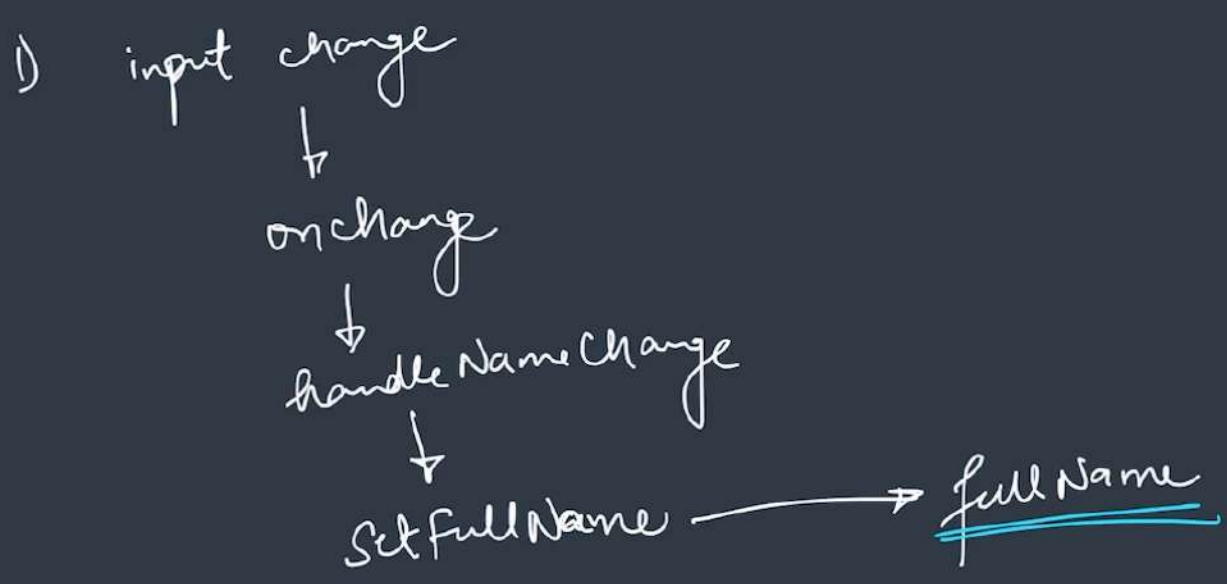 1) input change
onChange
handleNameChange
SetFullName → fullName